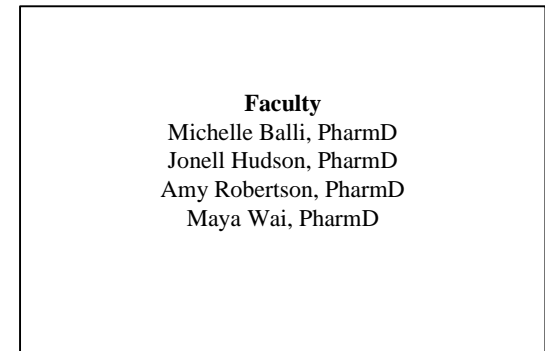 Faculty
Michelle Balli, PharmD
Jonell Hudson, PharmD
Amy Robertson, PharmD
Maya Wai, PharmD